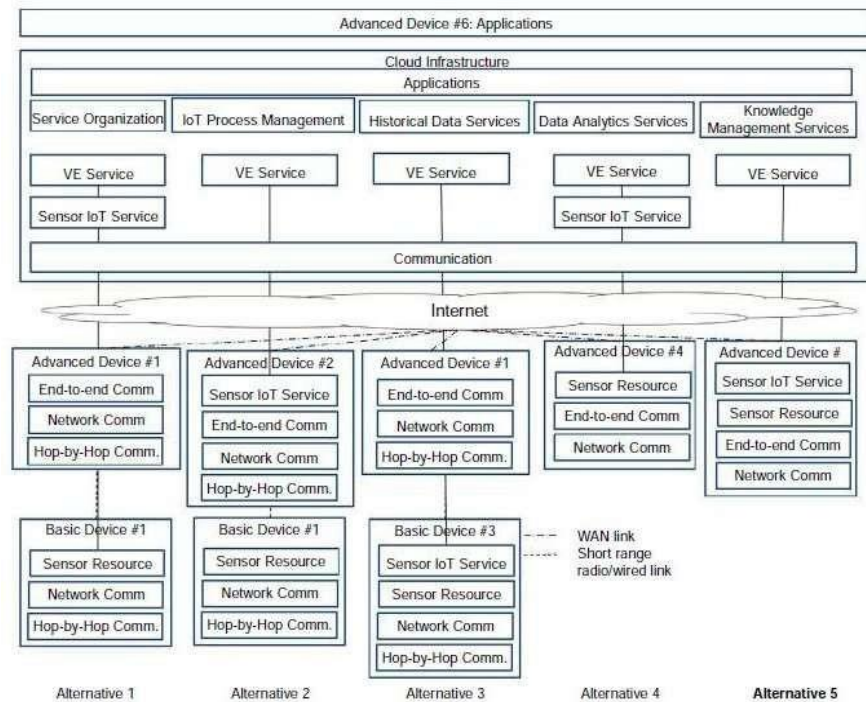 Advanced Device #6: Applications
Cloud Infrastructure
Applications
Service Organization
IoT Process Management
Historical Data Services
Data Analytics Services
Knowledge
Management Services
VE Service
VE Service
VE Service
VE Service
VE Service
Sensor IoT Service
Sensor IoT Service
Communication
Internet
Advanced Device #1
End-to-end Comm
Network Comm
Hop-by-Hop Comm.
Advanced Device #2
Sensor IoT Service
End-to-end Comm
Network Comm
Hop-by-Hop Comm.
Advanced Device #1
End-to-end Comm
Network Comm
Hop-by-Hop Comm.
Advanced Device #4
Sensor Resource
End-to-end Comm
Network Comm
Advanced Device #
Sensor IoT Service
Sensor Resource
End-to-end Comm
Network Comm
Basic Device #1
Sensor Resource
Network Comm
Hop-by-Hop Comm.
Basic Device #1
Sensor Resource
Network Comm
Hop-by-Hop Comm.
Basic Device #3
Sensor IoT Service
Sensor Resource
Network Comm
Hop-by-Hop Comm.
WAN link
Short range
radio/wired link
Alternative 1
Alternative 2
Alternative 3
Alternative 4
Alternative 5